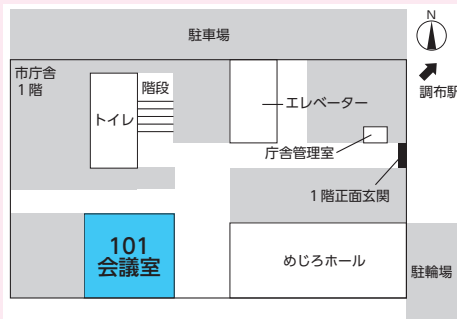 駐車場
N
市庁舎
1階
階段
トイレ
エレベーター
調布駅
庁舎管理室
1階正面玄関
101
会議室
めじろホール
駐輪場